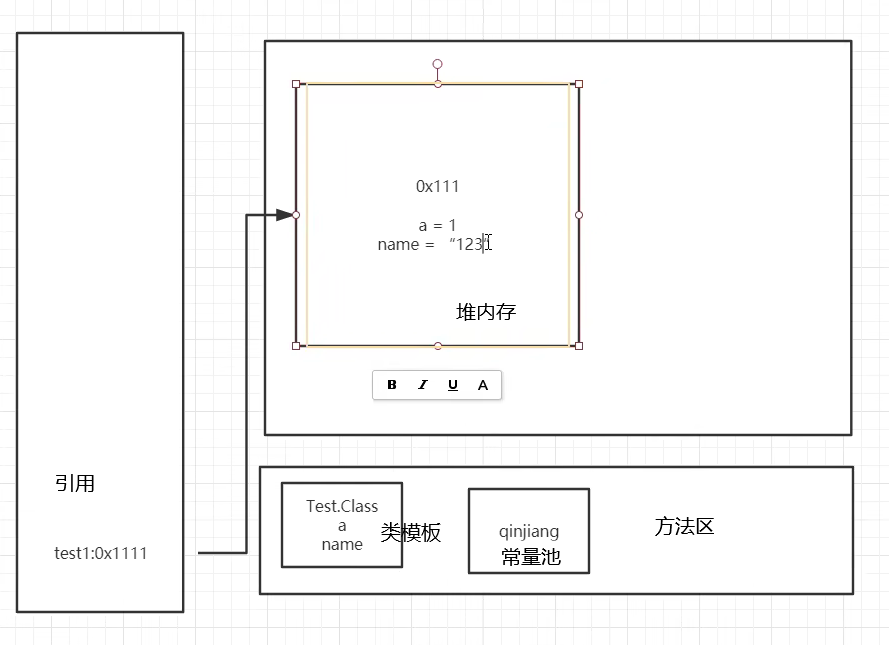 0x111
a = 1
name = “123”
堆内存
B I U A
引用
test1:0x1111
Test.Class
a
name
类模板
qinjiang
常量池
方法区